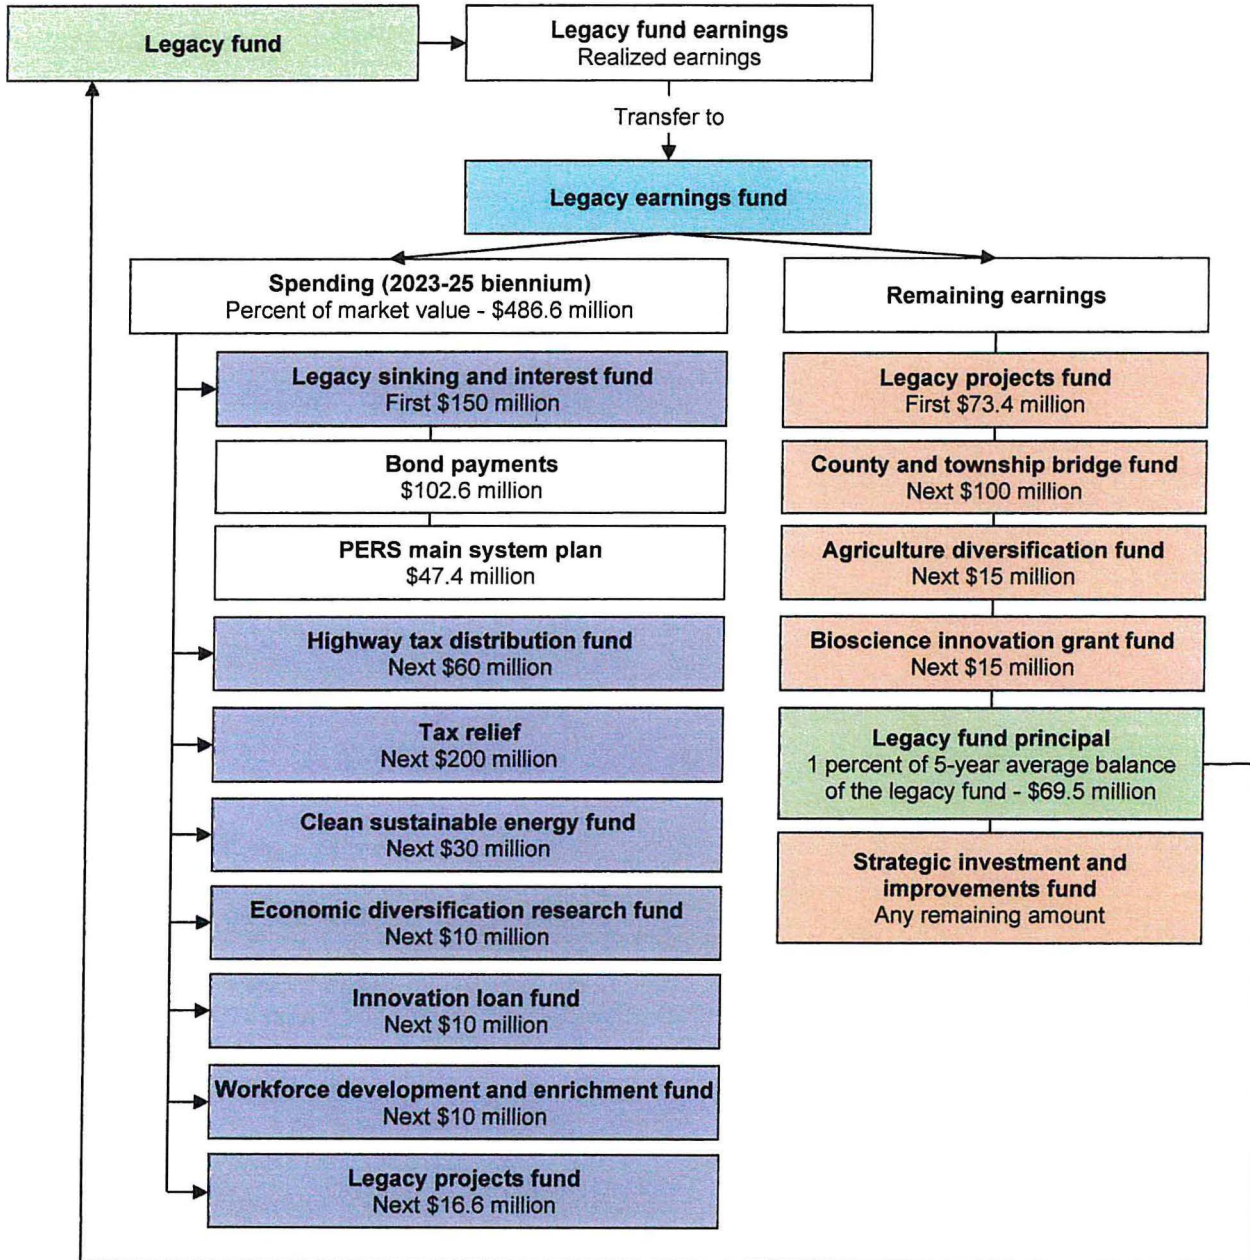 Legacy fund
Legacy fund earnings
Realized earnings
Transfer to
Legacy earnings fund
Spending (2023-25 biennium)
Percent of market value - $486.6 million
Legacy sinking and interest fund
First $150 million
Bond payments
$102.6 million
PERS main system plan
$47.4 million
Highway tax distribution fund
Next $60 million
Tax relief
Next $200 million
Clean sustainable energy fund
Next $30 million
Economic diversification research fund
Next $10 million
Innovation loan fund
Next $10 million
Workforce development and enrichment fund
Next $10 million
Legacy projects fund
Next $16.6 million
Remaining earnings
Legacy projects fund
First $73.4 million
County and township bridge fund
Next $100 million
Agriculture diversification fund
Next $15 million
Bioscience innovation grant fund
Next $15 million
Legacy fund principal
1 percent of 5-year average balance
of the legacy fund - $69.5 million
Strategic investment and
improvements fund
Any remaining amount